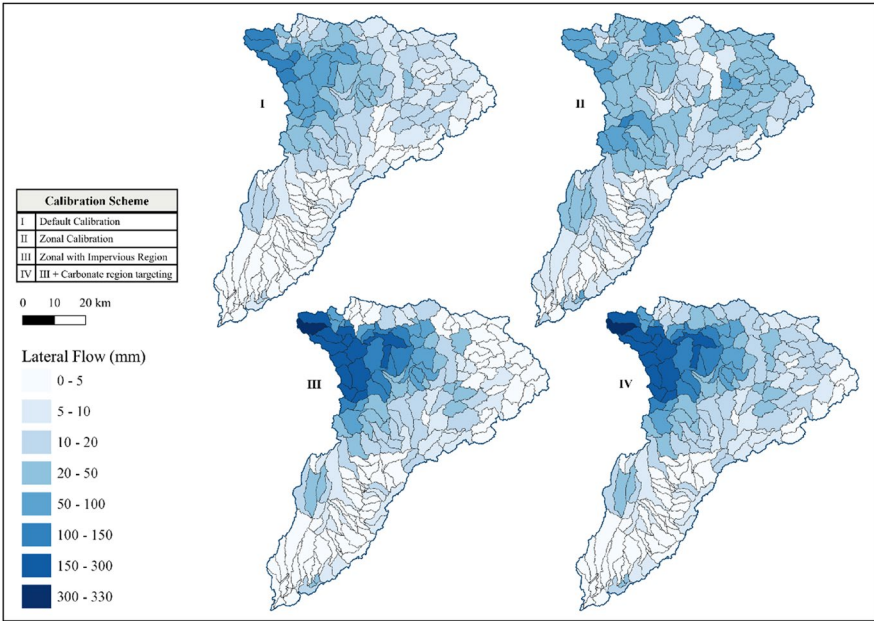 I
II
Calibration Scheme
I Default Calibration
II Zonal Calibration
III Zonal with Impervious Region
IV III + Carbonate region targeting
0 10 20 km
III
IV
Lateral Flow (mm)
0 - 5
5 - 10
10 - 20
20 - 50
50 - 100
100 - 150
150 - 300
300 - 330